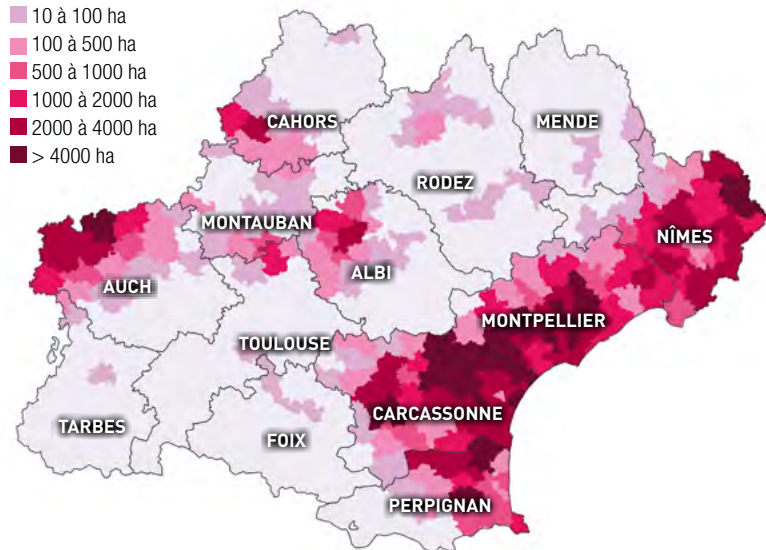 10 à 100 ha
100 à 500 ha
500 à 1000 ha
1000 à 2000 ha
2000 à 4000 ha
> 4000 ha
CAHORS
MENDE
RODEZ
MONTAUBAN
NÎMES
ALBI
AUCH
MONTPELLIER
TOULOUSE
CARCASSONNE
TARBES
FOIX
PERPIGNAN